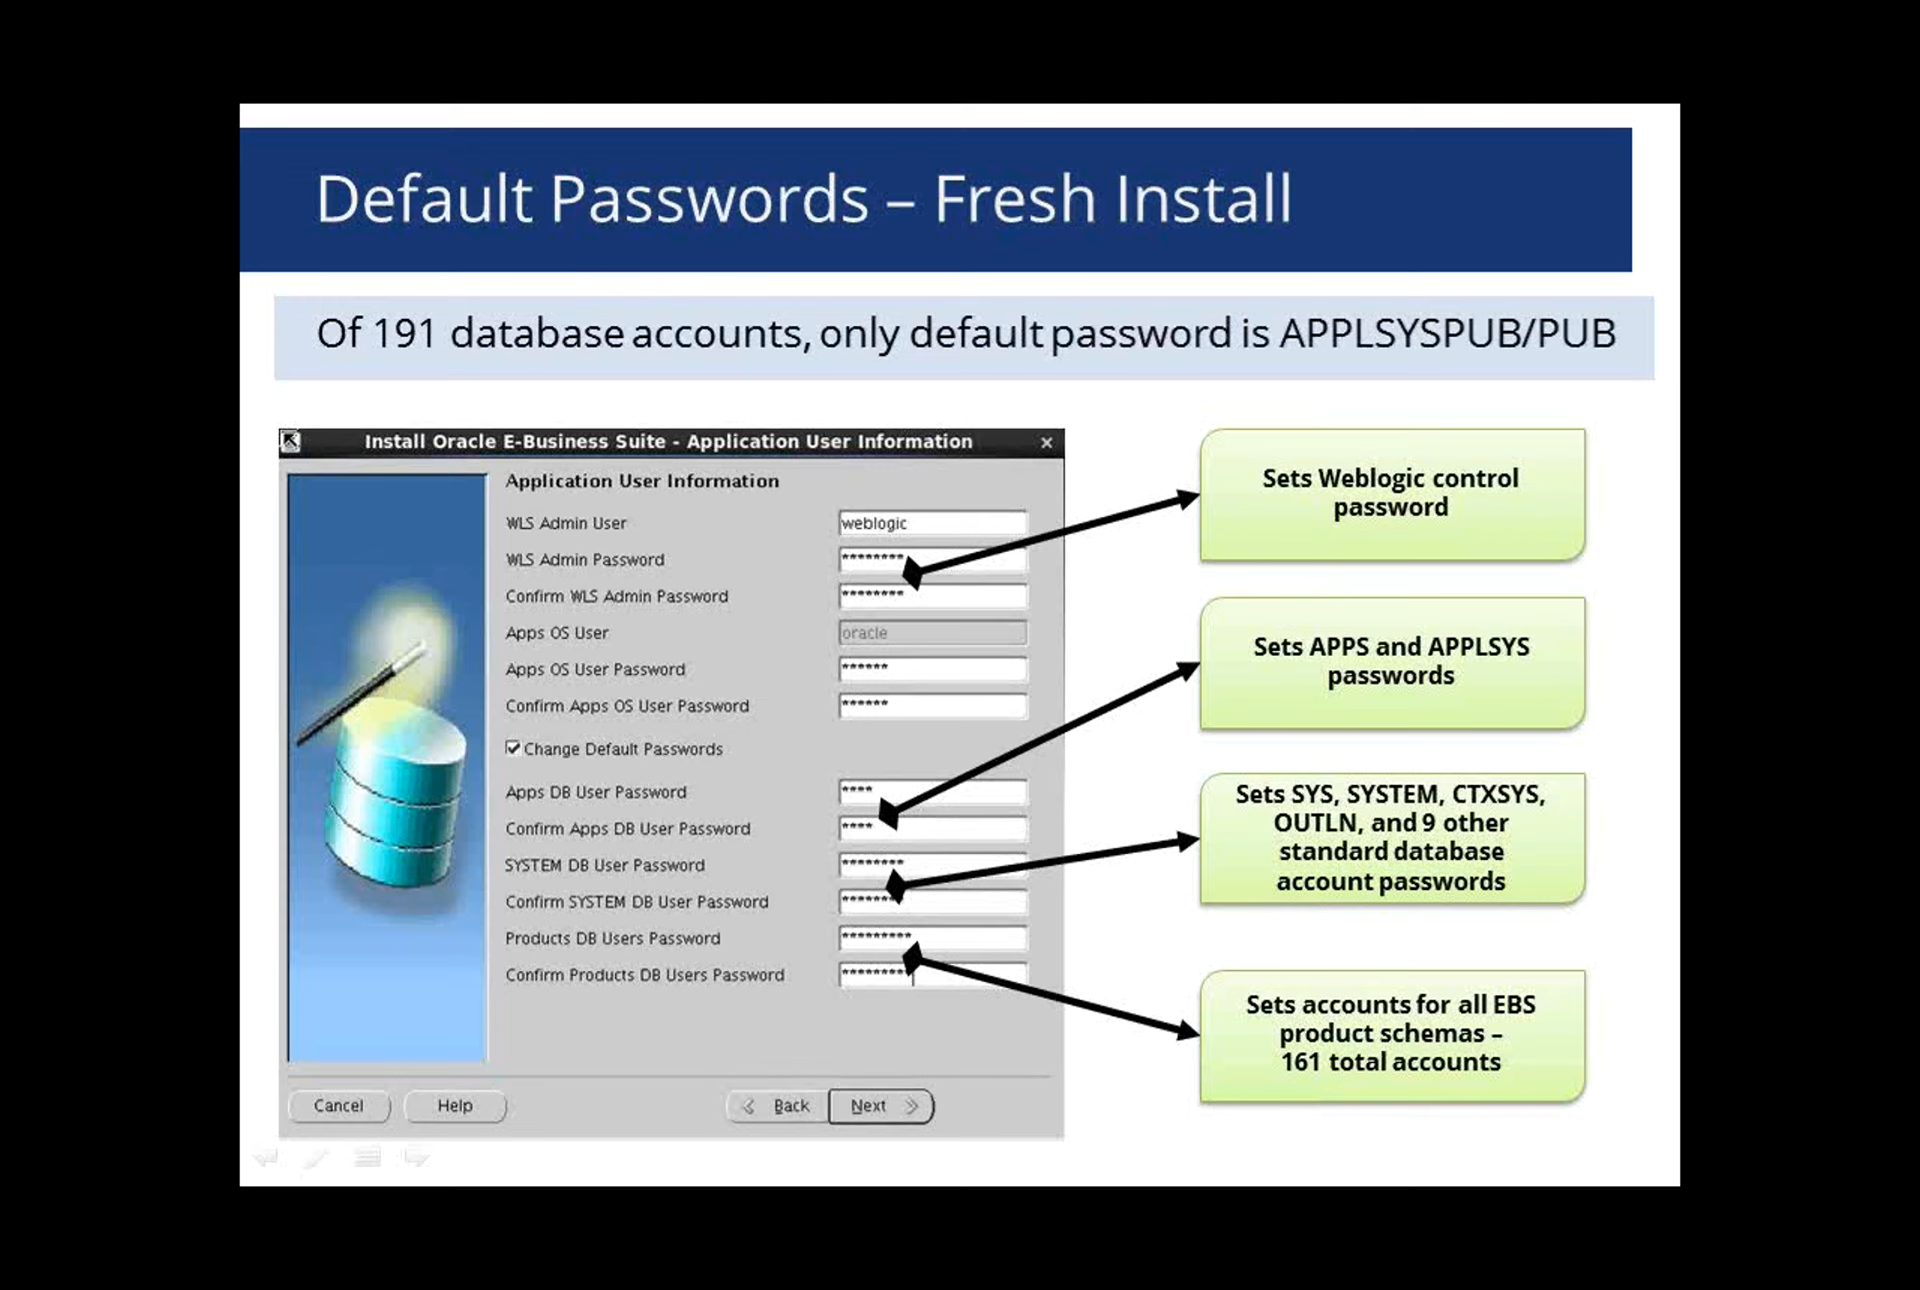 Default Passwords – Fresh Install
Of 191 database accounts, only default password is APPLSYSPUB/PUB
Install Oracle E-Business Suite - Application User Information ×
Application User Information
WLS Admin User weblogic
WLS Admin Password ********
Confirm WLS Admin Password ********
Apps OS User oracle
Apps OS User Password ******
Confirm Apps OS User Password ******
Change Default Passwords
Apps DB User Password ****
Confirm Apps DB User Password ****
SYSTEM DB User Password ********
Confirm SYSTEM DB User Password *******
Products DB Users Password *********
Confirm Products DB Users Password *********
Cancel
Help
Back
Next
Sets Weblogic control
password
Sets APPS and APPLSYS
passwords
Sets SYS, SYSTEM, CTXSYS,
OUTLN, and 9 other
standard database
account passwords
Sets accounts for all EBS
product schemas –
161 total accounts